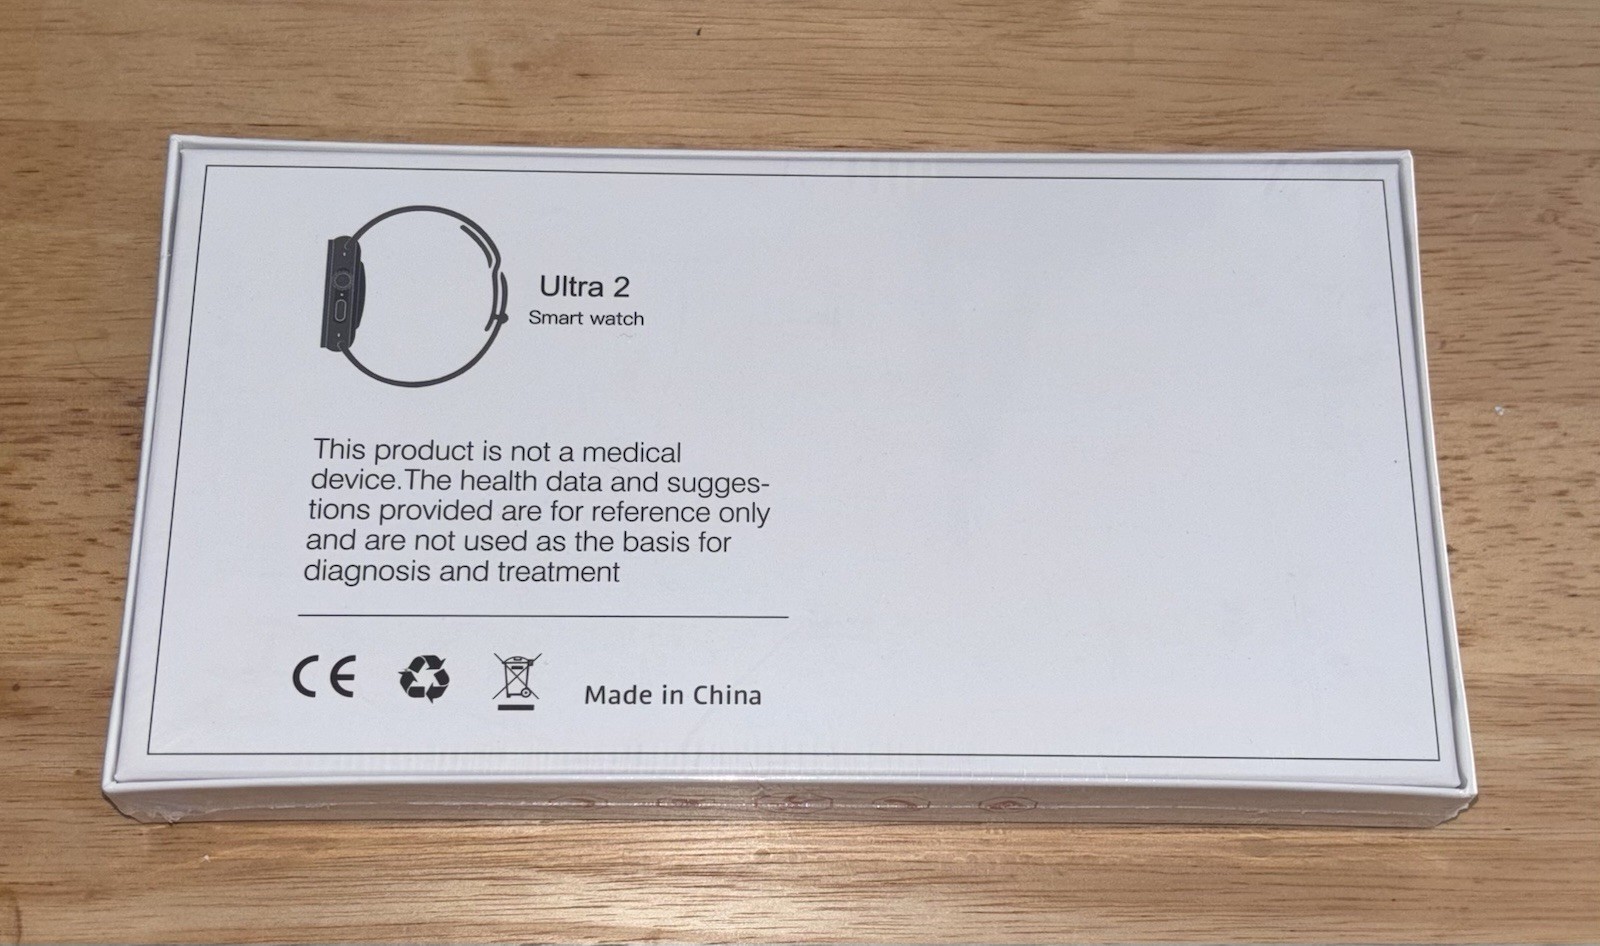 Ultra 2
Smart watch
This product is not a medical
device.The health data and sugges-
tions provided are for reference only
and are not used as the basis for
diagnosis and treatment
CE
Made in China